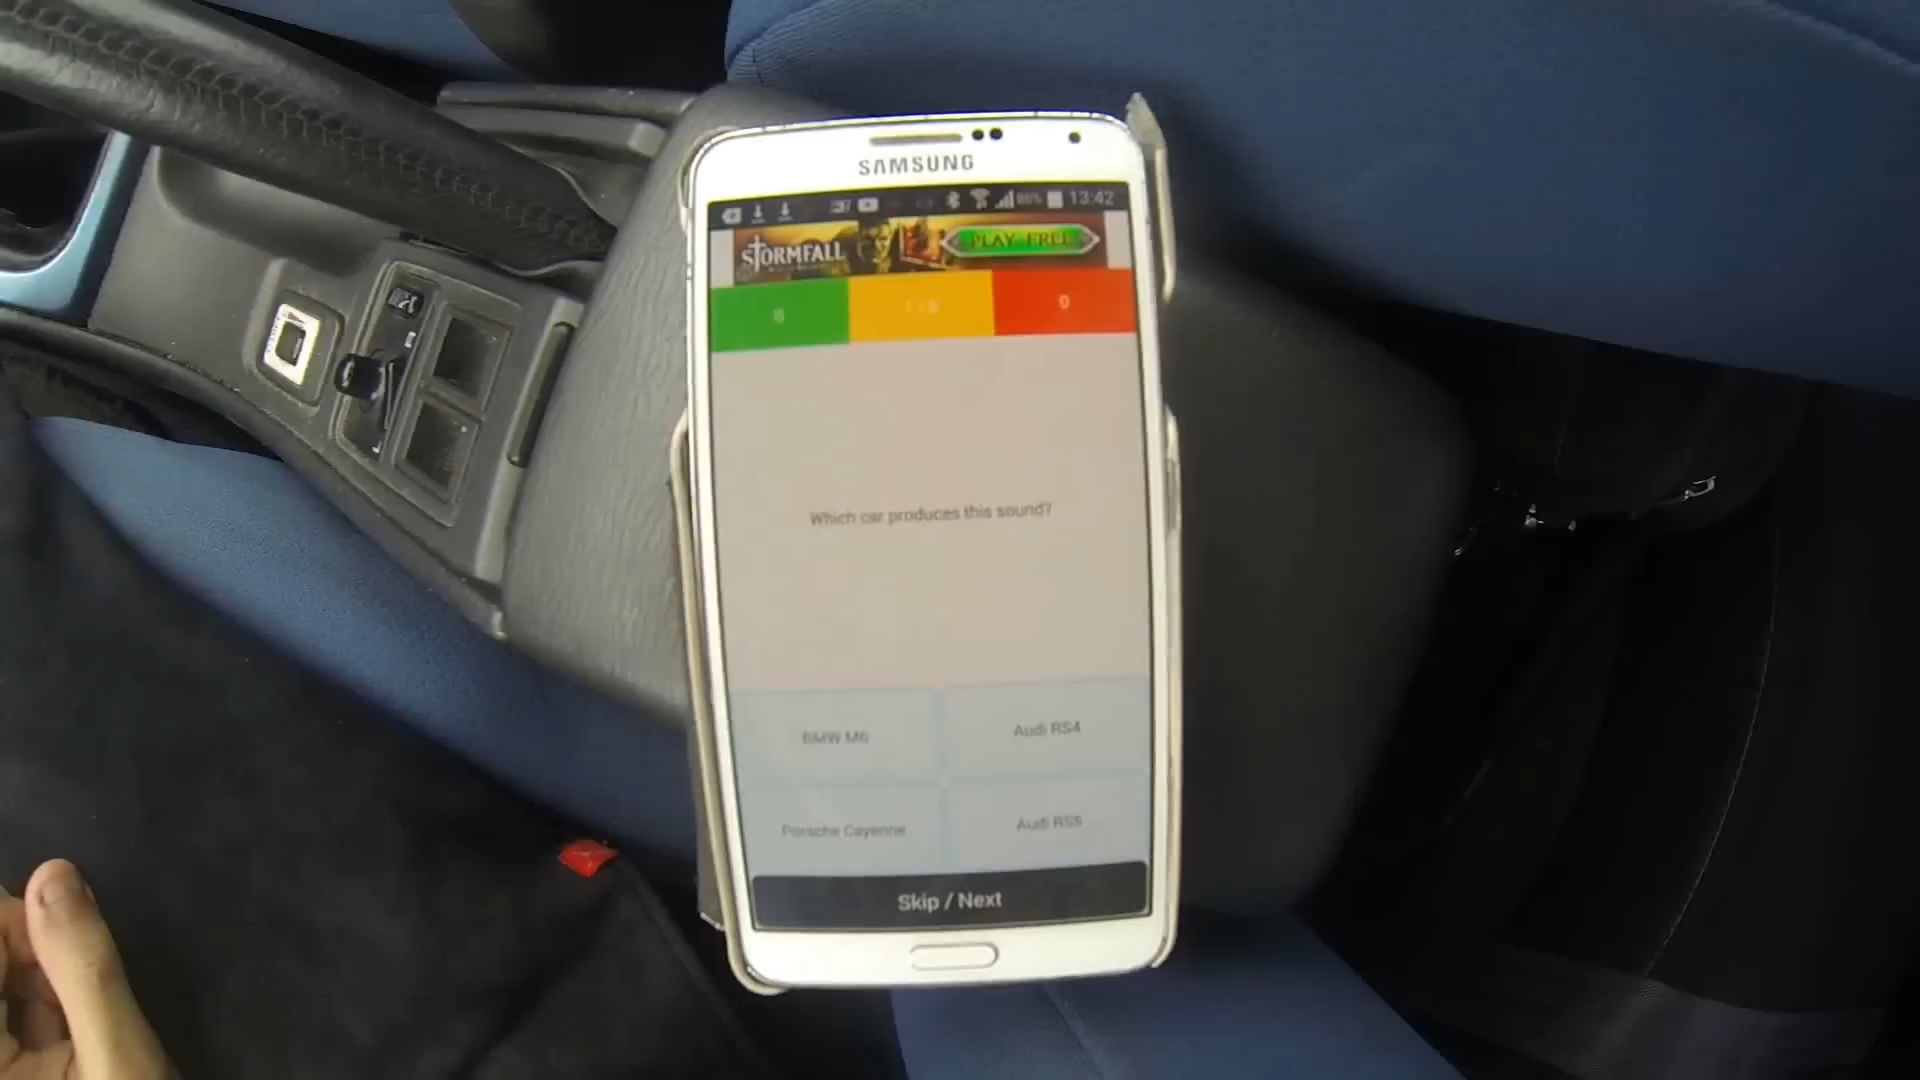 SAMSUNG
13:42
STORMFALL
PLAY FREE
0
0
Which car produces this sound?
BMW M6
Audi RS4
Porsche Cayenne
Audi RS5
Skip / Next